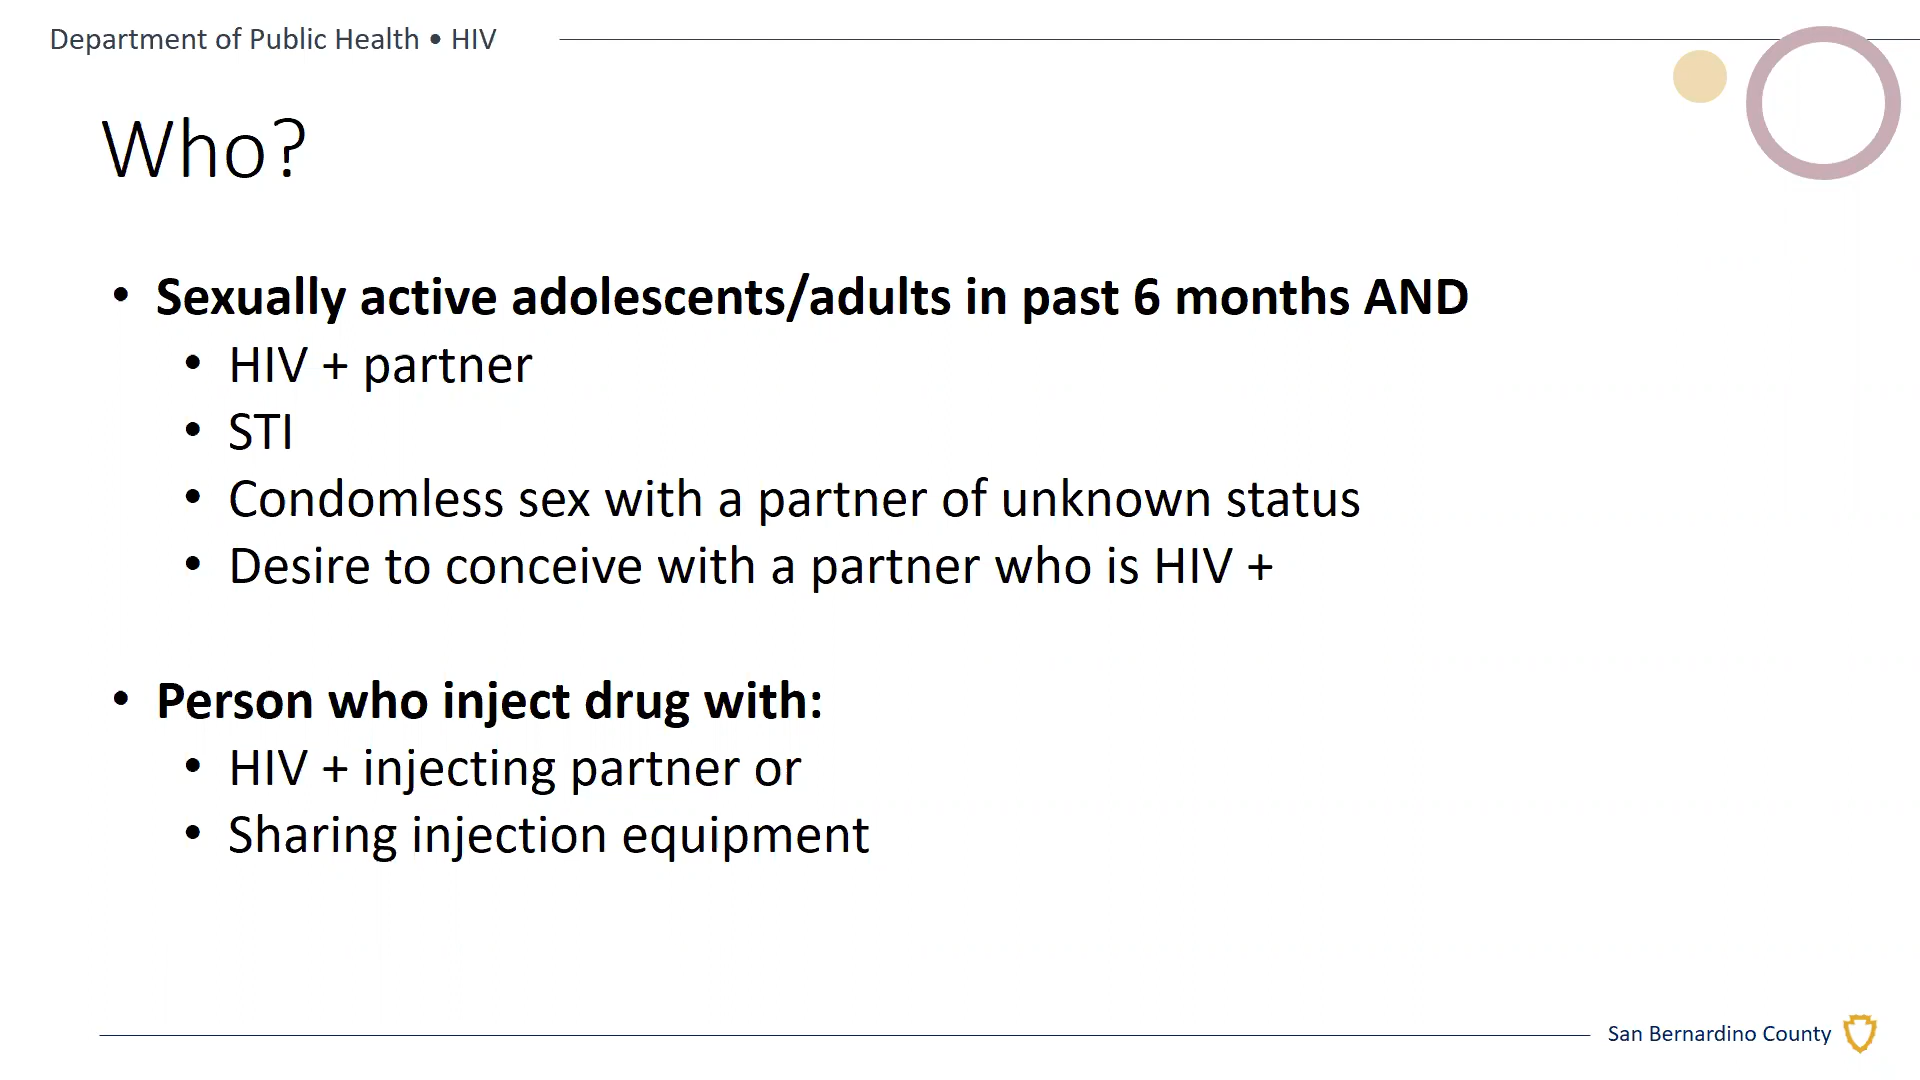 Department of Public Health • HIV
Who?
• Sexually active adolescents/adults in past 6 months AND
• HIV + partner
• STI
• Condomless sex with a partner of unknown status
• Desire to conceive with a partner who is HIV +
• Person who inject drug with:
• HIV + injecting partner or
• Sharing injection equipment
San Bernardino County